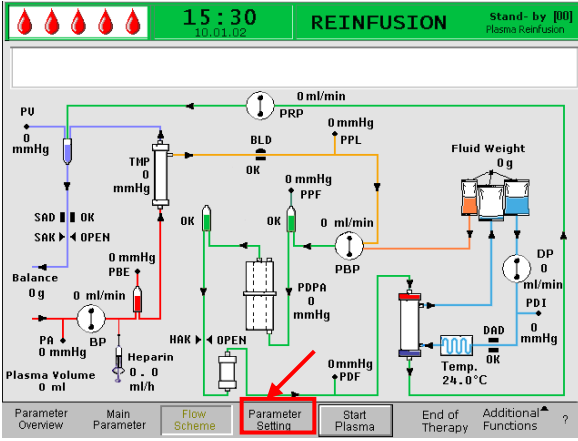 15:30
10.01.02
REINFUSION
Stand- by [00]
Plasma Reinfusion
0 ml/min
PRP
PV
0
mmHg
TMP
0
mmHg
BLD
OK
0 mmHg
PPL
0 mmHg
PPF
Fluid Weight
0 g
SAD OK
SAK OPEN
OK
OK
0 ml/min
PBP
0 mmHg
PBE
Balance
0 g
0 ml/min
BP
PA
0 mmHg
Heparin
0.0
ml/h
Plasma Volume
0 ml
PDPA
0
mmHg
HAK OPEN
0mmHg
PDF
DP
0
ml/min
PDI
0
mmHg
DAD
OK
Temp.
24.0°C
Parameter Overview
Main Parameter
Flow Scheme
Parameter Setting
Start Plasma
End of Therapy
Additional Functions
?